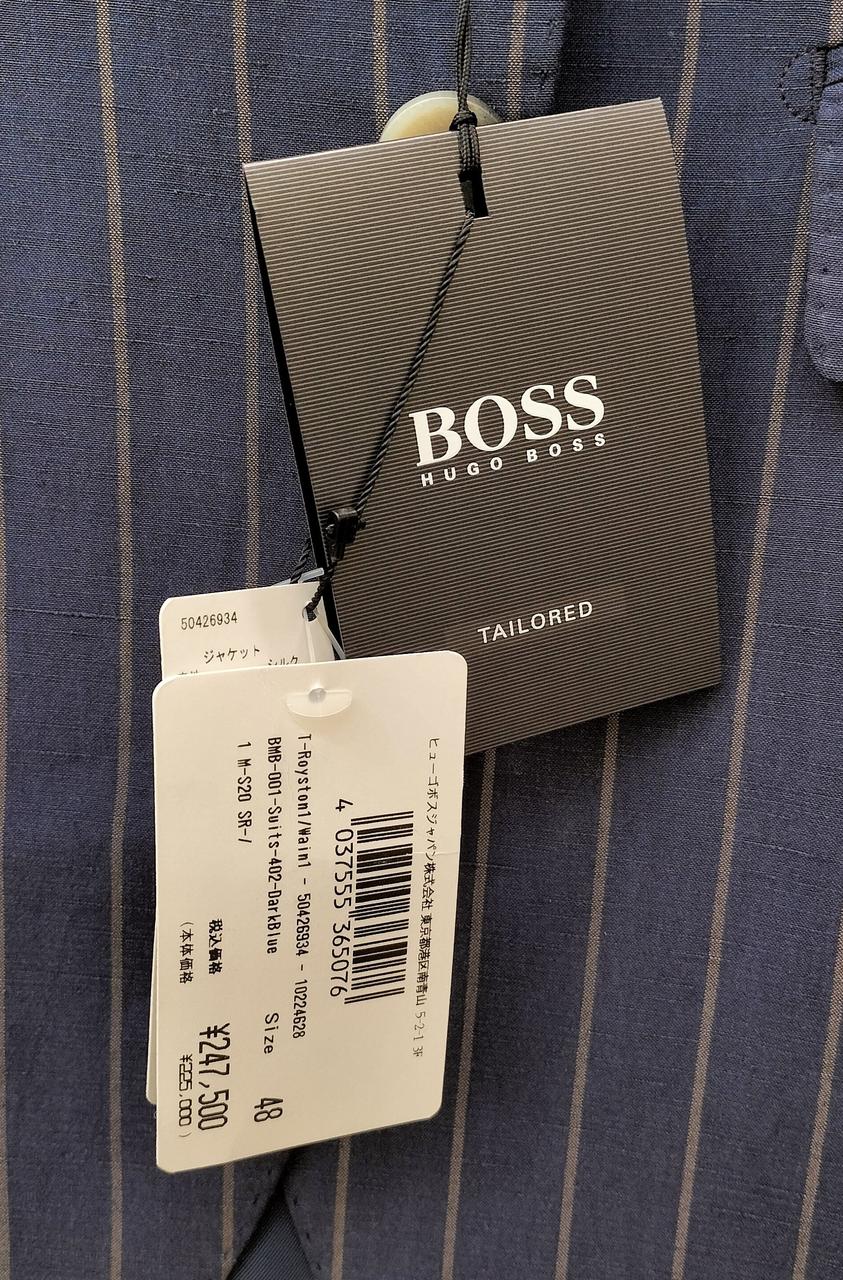 BOSS
HUGO BOSS
TAILORED
50426934
ジャケット
シルク
ヒューゴボスジャパン株式会社 東京都港区南青山 5-2-1 3F
4 037555 365076
T-Royston1/Wain1 - 50426934 - 10224628
BMB-001-Suits-402-DarkBlue Size 48
1 M-S20 SR-/
税込価格 ¥247,500
(本体価格 ¥225,000)